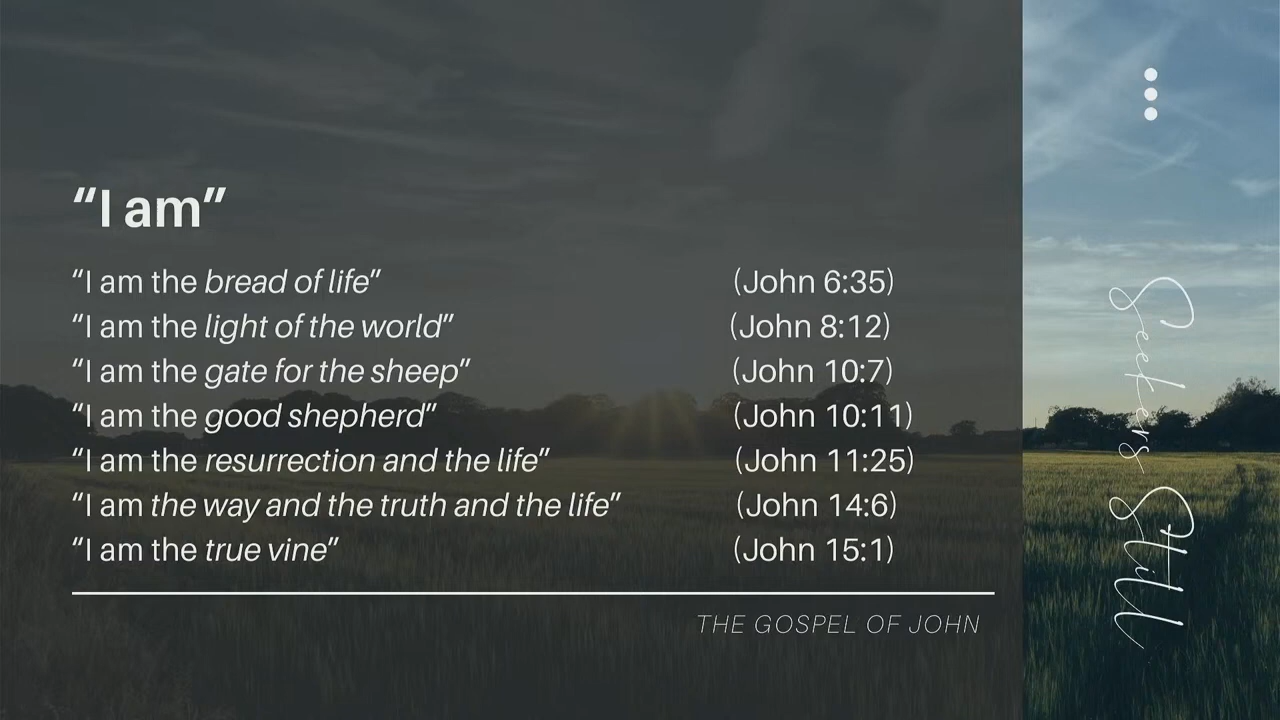 “I am”
“I am the bread of life” (John 6:35)
“I am the light of the world” (John 8:12)
“I am the gate for the sheep” (John 10:7)
“I am the good shepherd” (John 10:11)
“I am the resurrection and the life” (John 11:25)
“I am the way and the truth and the life” (John 14:6)
“I am the true vine” (John 15:1)
THE GOSPEL OF JOHN
Seekers Still